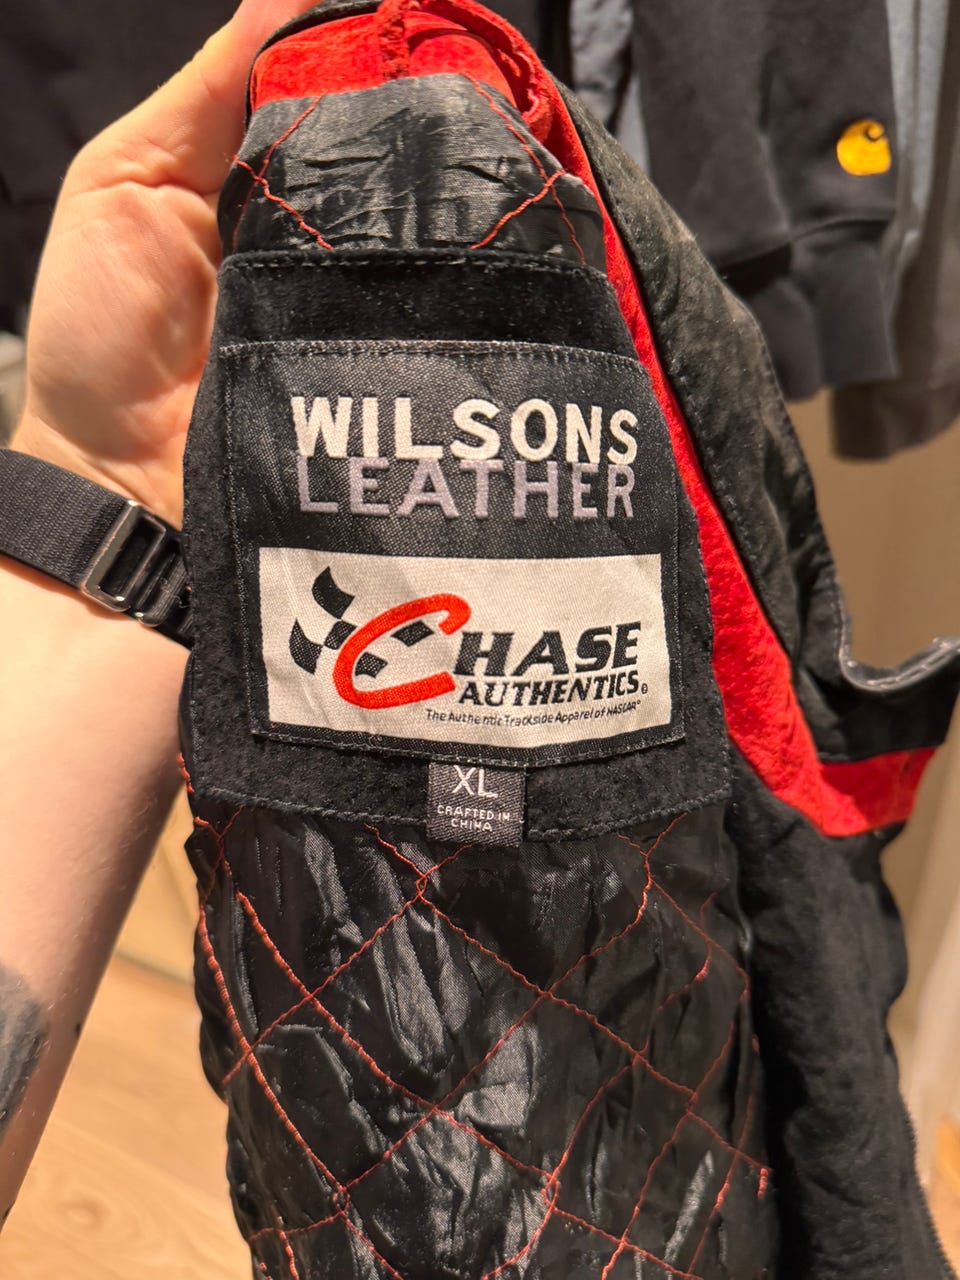 WILSONS
LEATHER
CHASE
AUTHENTICS®
The Authentic Trackside Apparel of NASCAR®
XL
CRAFTED IN
CHINA